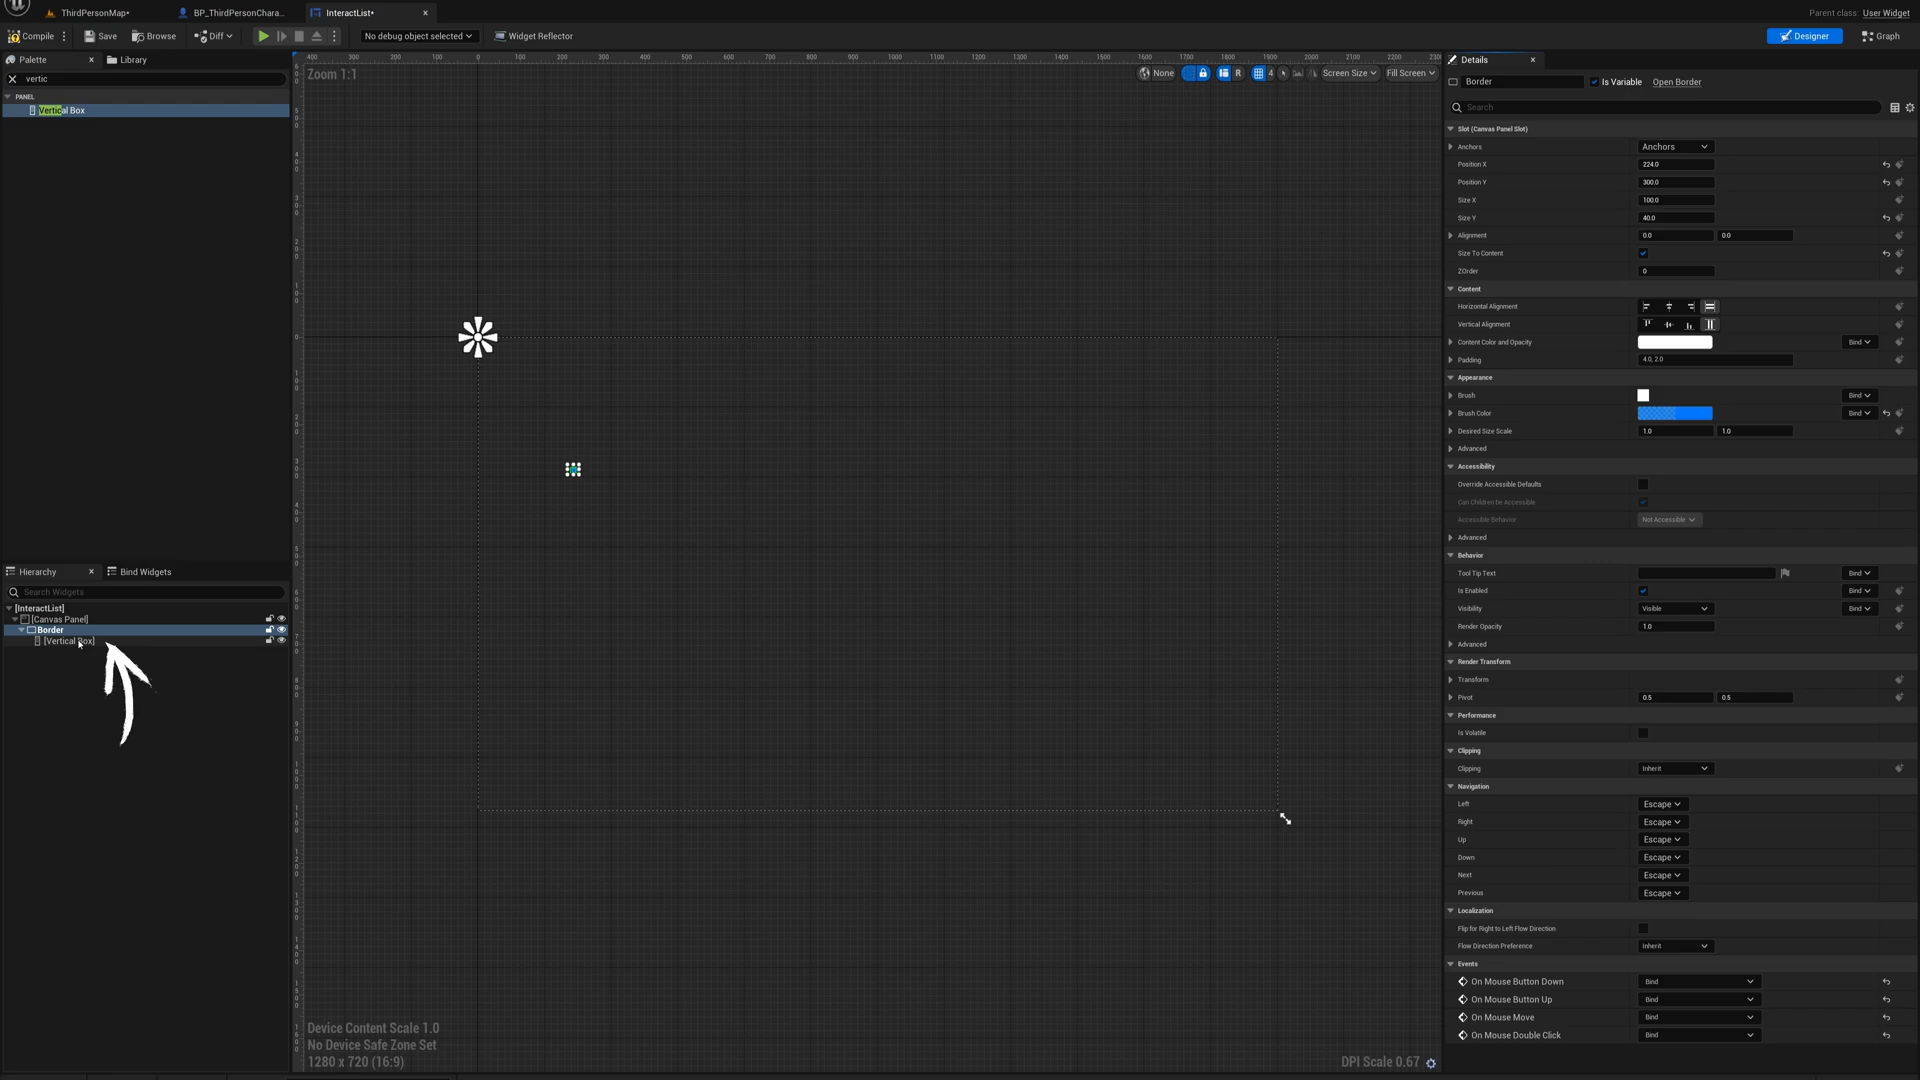 ThirdPersonMap•
BP_ThirdPersonChara...
InteractList•
Parent class: User Widget
Compile
Save
Browse
Diff
No debug object selected
Widget Reflector
Designer
Graph
Palette
Library
vertic
PANEL
Vertical Box
Zoom 1:1
None
R
4
Screen Size
Fill Screen
Hierarchy
Bind Widgets
Search Widgets
[InteractList]
[Canvas Panel]
Border
[Vertical Box]
Device Content Scale 1.0
No Device Safe Zone Set
1280 x 720 (16:9)
DPI Scale 0.67
Details
Border
Is Variable
Open Border
Search
Slot (Canvas Panel Slot)
Anchors Anchors
Position X 224.0
Position Y 300.0
Size X 100.0
Size Y 40.0
Alignment 0.0 0.0
Size To Content
ZOrder 0
Content
Horizontal Alignment
Vertical Alignment
Content Color and Opacity Bind
Padding 4.0, 2.0
Appearance
Brush Bind
Brush Color Bind
Desired Size Scale 1.0 1.0
Advanced
Accessibility
Override Accessible Defaults
Can Children be Accessible
Accessible Behavior Not Accessible
Advanced
Behavior
Tool Tip Text Bind
Is Enabled Bind
Visibility Visible Bind
Render Opacity 1.0
Advanced
Render Transform
Transform
Pivot 0.5 0.5
Performance
Is Volatile
Clipping
Clipping Inherit
Navigation
Left Escape
Right Escape
Up Escape
Down Escape
Next Escape
Previous Escape
Localization
Flip for Right to Left Flow Direction
Flow Direction Preference Inherit
Events
On Mouse Button Down Bind
On Mouse Button Up Bind
On Mouse Move Bind
On Mouse Double Click Bind